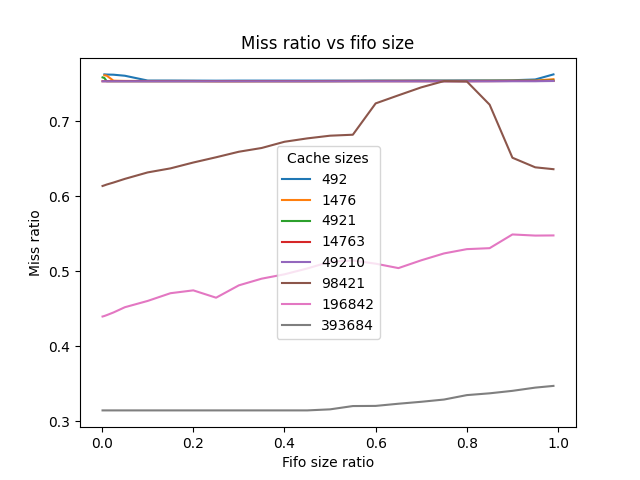 Miss ratio vs fifo size
Miss ratio
0.7
0.6
0.5
0.4
0.3
Cache sizes
492
1476
4921
14763
49210
98421
196842
393684
0.0 0.2 0.4 0.6 0.8 1.0
Fifo size ratio